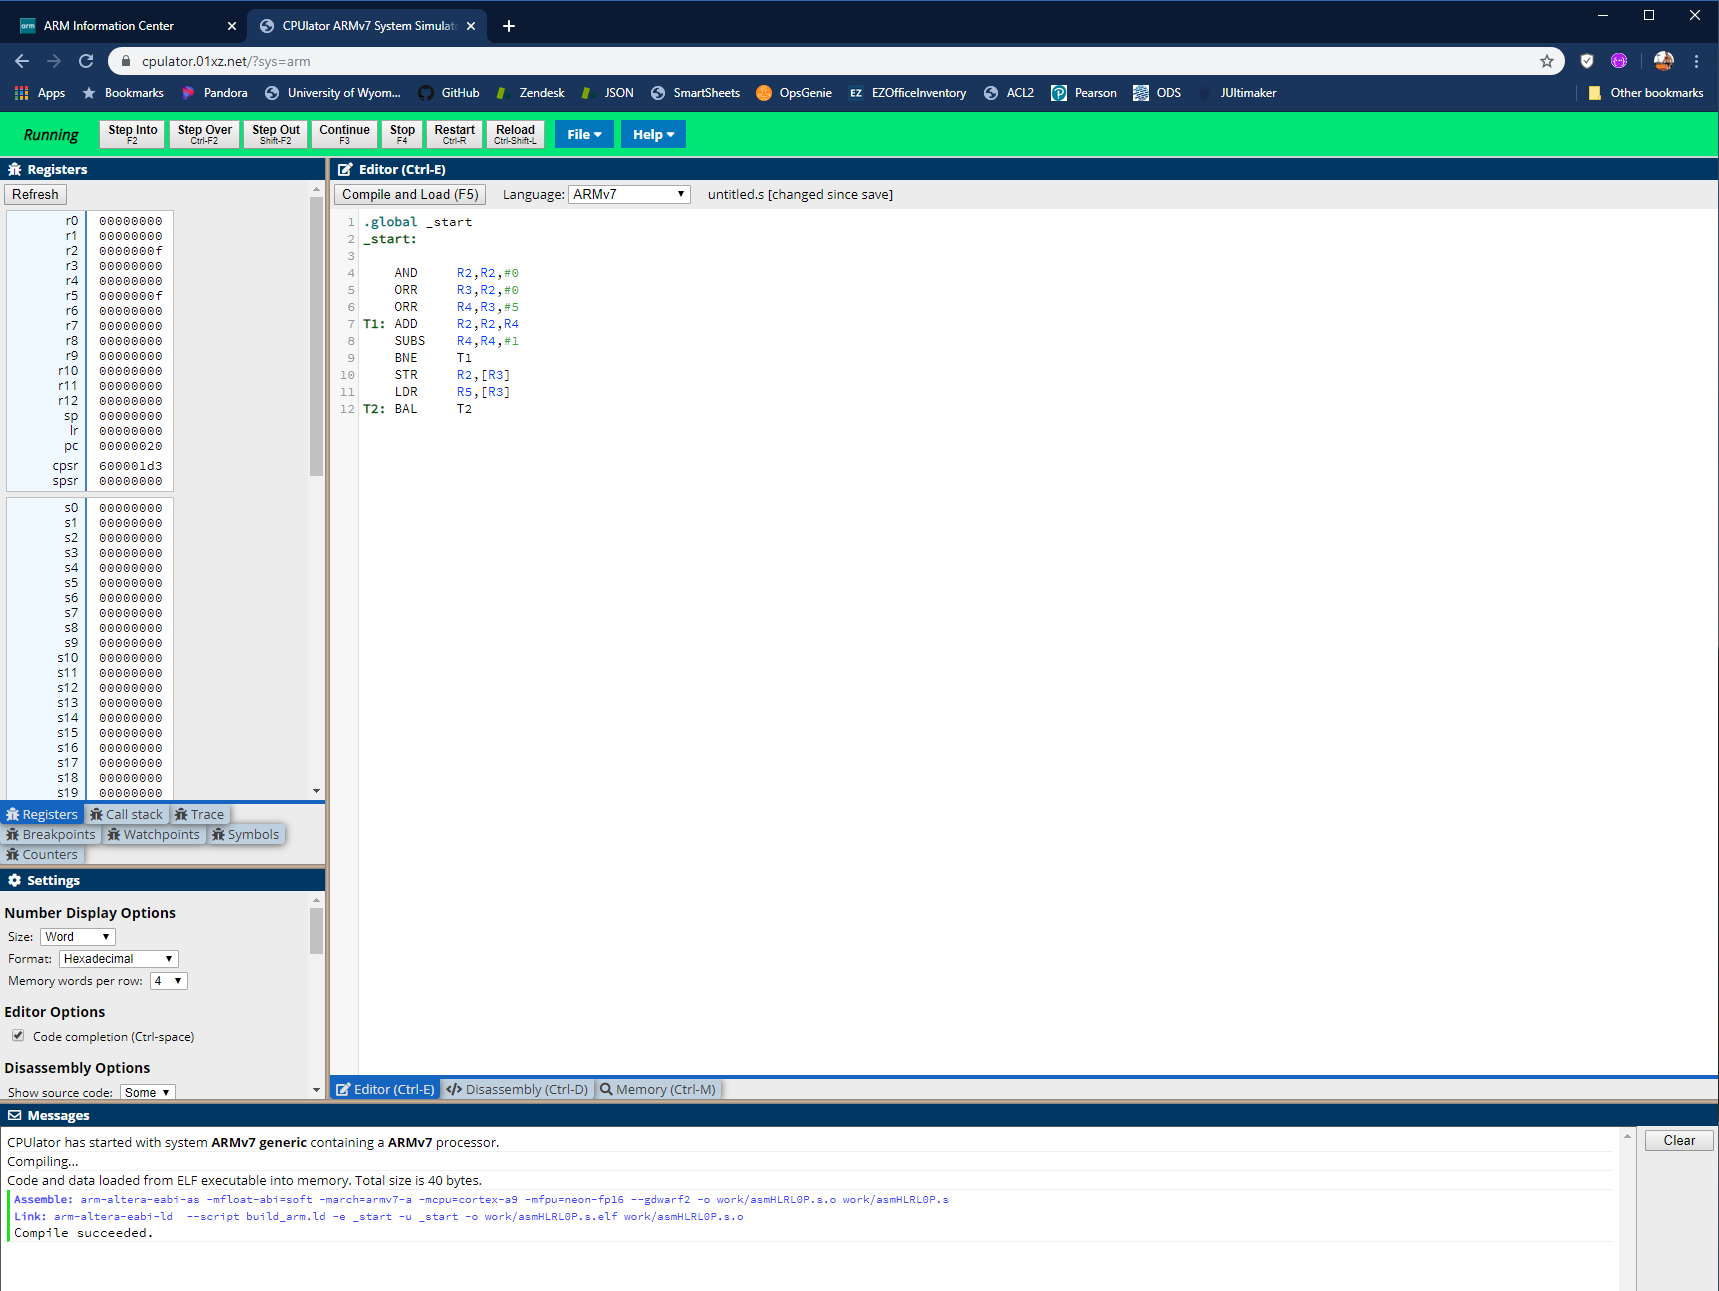 ARM Information Center
CPUlator ARMv7 System Simulato
cpulator.01xz.net/?sys=arm
Apps Bookmarks Pandora University of Wyom... GitHub Zendesk JSON SmartSheets OpsGenie EZ EZOfficeInventory ACL2 Pearson ODS JUltimaker Other bookmarks
Running
Step Into F2
Step Over Ctrl-F2
Step Out Shift-F2
Continue F3
Stop F4
Restart Ctrl-R
Reload Ctrl-Shift-L
File
Help
Registers
Refresh
r0 00000000
r1 00000000
r2 0000000f
r3 00000000
r4 00000000
r5 0000000f
r6 00000000
r7 00000000
r8 00000000
r9 00000000
r10 00000000
r11 00000000
r12 00000000
sp 00000000
lr 00000000
pc 00000020
cpsr 600001d3
spsr 00000000
s0 00000000
s1 00000000
s2 00000000
s3 00000000
s4 00000000
s5 00000000
s6 00000000
s7 00000000
s8 00000000
s9 00000000
s10 00000000
s11 00000000
s12 00000000
s13 00000000
s14 00000000
s15 00000000
s16 00000000
s17 00000000
s18 00000000
s19 00000000
Registers Call stack Trace
Breakpoints Watchpoints Symbols
Counters
Settings
Number Display Options
Size: Word
Format: Hexadecimal
Memory words per row: 4
Editor Options
Code completion (Ctrl-space)
Disassembly Options
Show source code: Some
Editor (Ctrl-E)
Compile and Load (F5) Language: ARMv7 untitled.s [changed since save]
1 .global _start
2 _start:
3
4 AND R2,R2,#0
5 ORR R3,R2,#0
6 ORR R4,R3,#5
7 T1: ADD R2,R2,R4
8 SUBS R4,R4,#1
9 BNE T1
10 STR R2,[R3]
11 LDR R5,[R3]
12 T2: BAL T2
Editor (Ctrl-E) Disassembly (Ctrl-D) Memory (Ctrl-M)
Messages
Clear
CPUlator has started with system ARMv7 generic containing a ARMv7 processor.
Compiling...
Code and data loaded from ELF executable into memory. Total size is 40 bytes.
Assemble: arm-altera-eabi-as -mfloat-abi=soft -march=armv7-a -mcpu=cortex-a9 -mfpu=neon-fp16 --gdwarf2 -o work/asmHLRL0P.s.o work/asmHLRL0P.s
Link: arm-altera-eabi-ld --script build_arm.ld -e _start -u _start -o work/asmHLRL0P.s.elf work/asmHLRL0P.s.o
Compile succeeded.